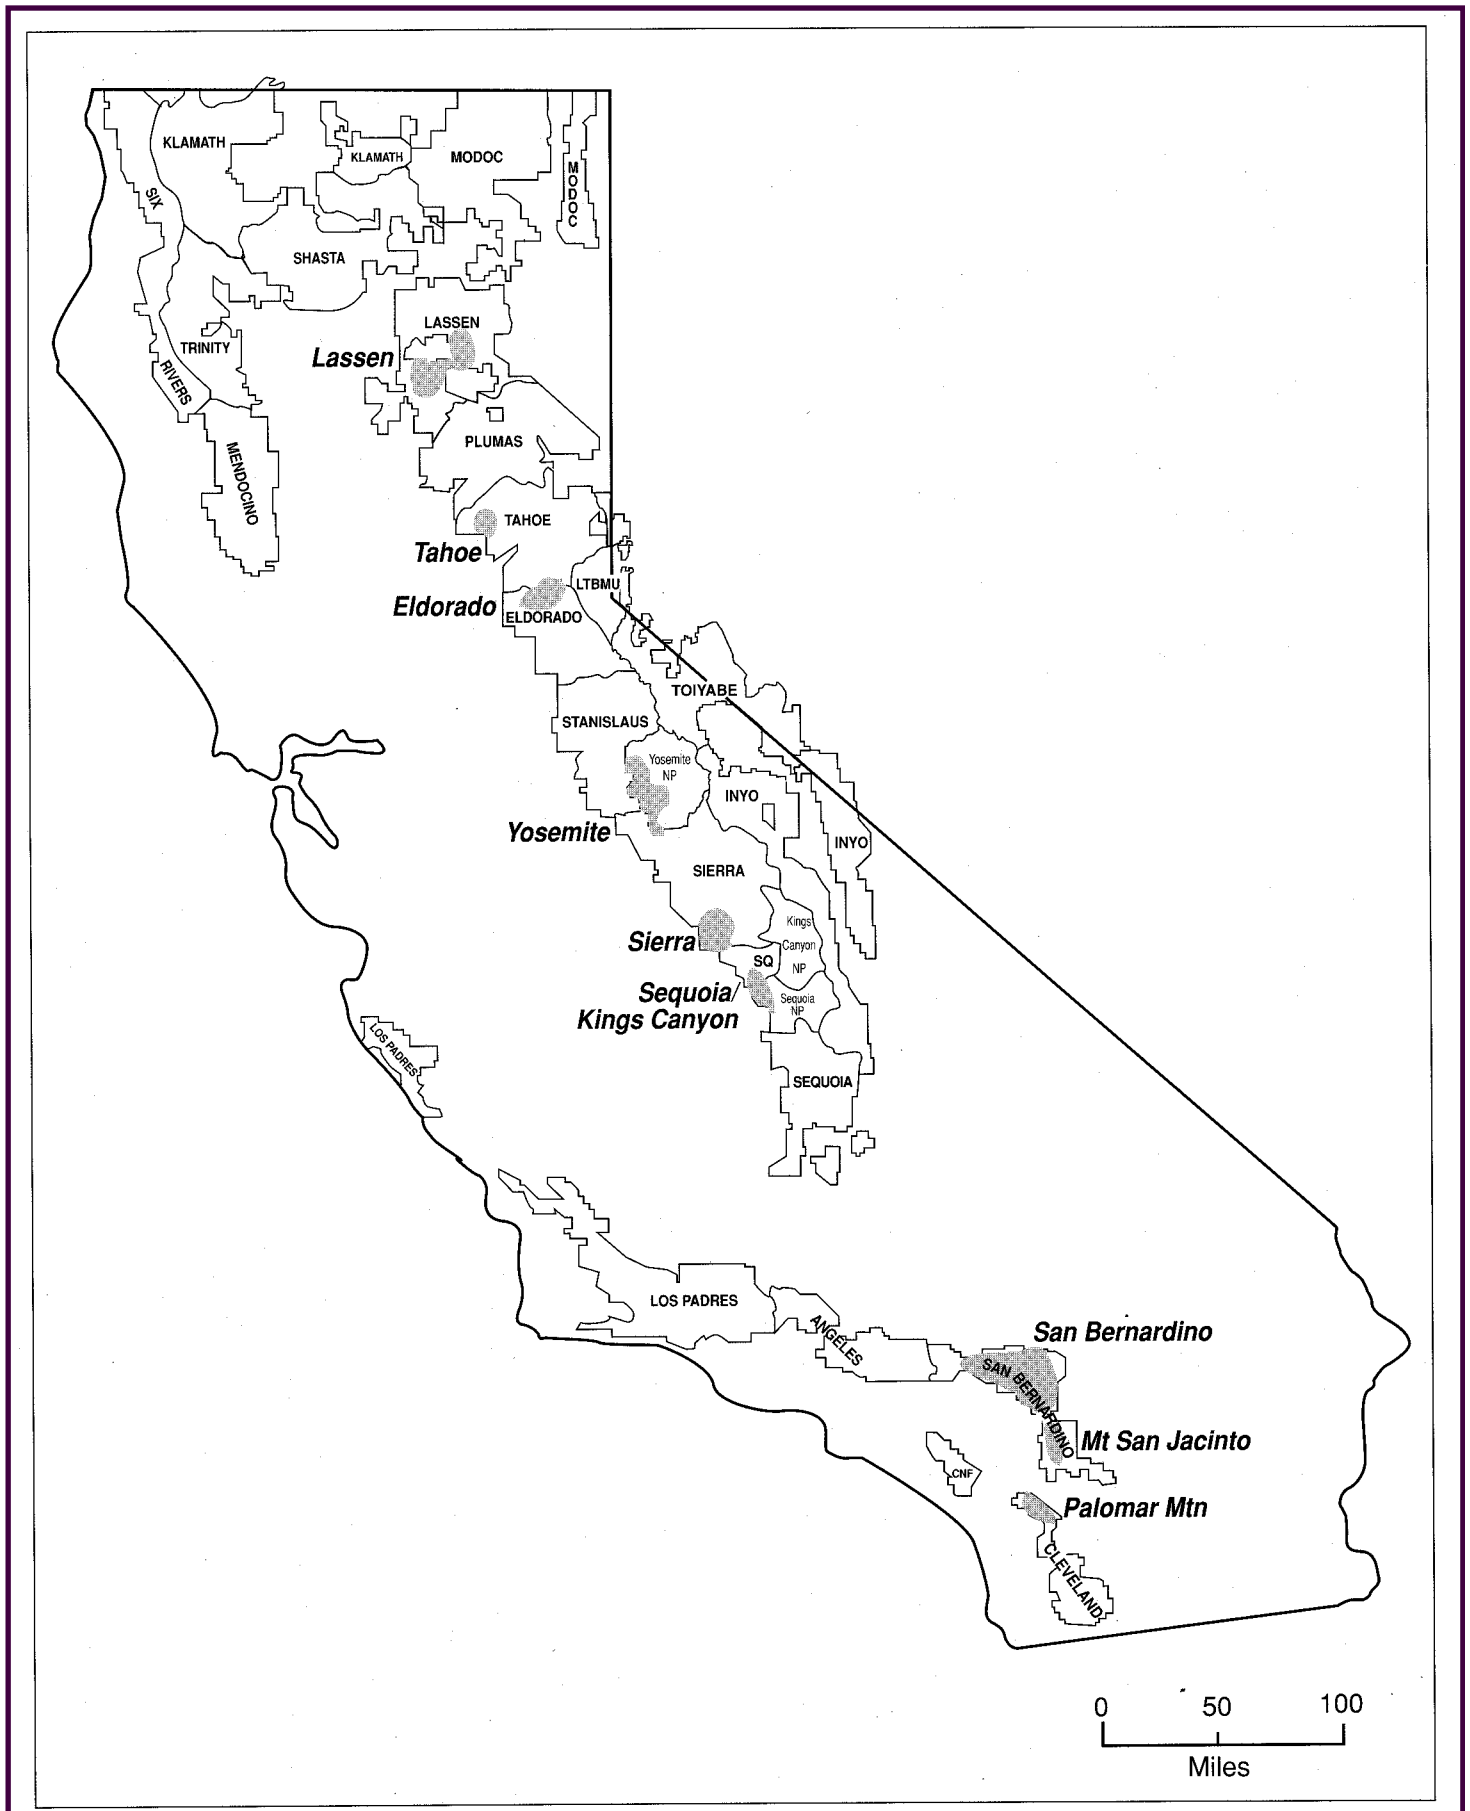 KLAMATH
KLAMATH
MODOC
MODOC
SIX
SHASTA
LASSEN
Lassen
TRINITY
RIVERS
PLUMAS
MENDOCINO
TAHOE
Tahoe
LTBMU
Eldorado
ELDORADO
TOIYABE
STANISLAUS
Yosemite
NP
INYO
Yosemite
INYO
SIERRA
Kings
Canyon
NP
Sierra
SQ
Sequoia/
Kings Canyon
Sequoia
NP
LOS PADRES
SEQUOIA
LOS PADRES
ANGELES
San Bernardino
SAN BERNARDINO
Mt San Jacinto
CNF
Palomar Mtn
CLEVELAND
0 50 100
Miles